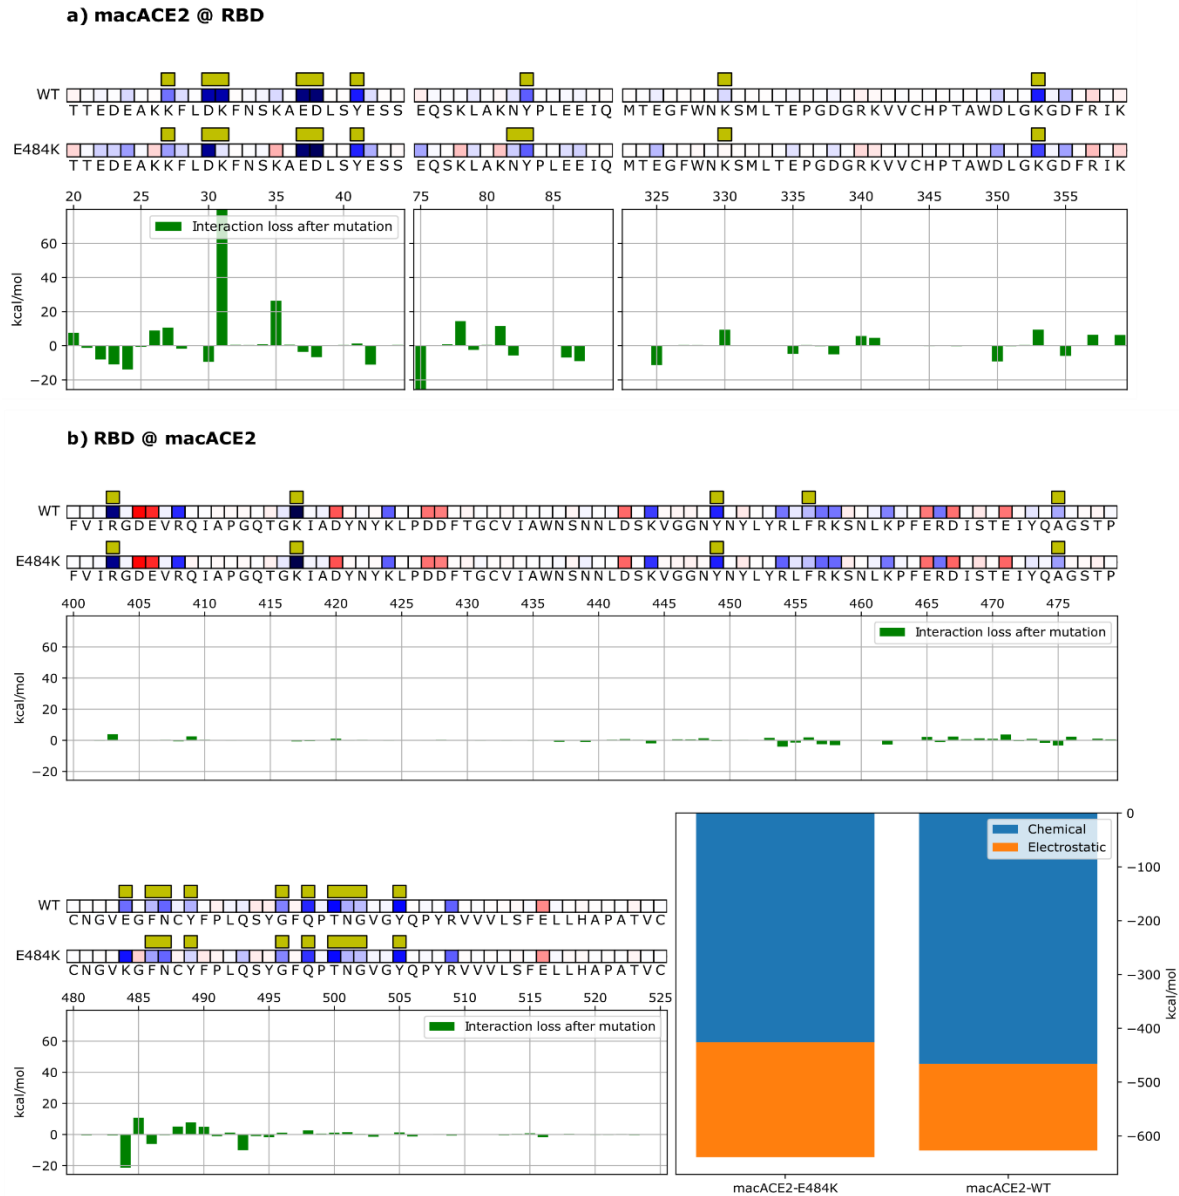 a) macACE2 @ RBD
WT
T T E D E A K K F L D K F N S K A E D L S Y E S S E Q S K L A K N Y P L E E I Q M T E G F W N K S M L T E P G D G R K V V C H P T A W D L G K G D F R I K
E484K
T T E D E A K K F L D K F N S K A E D L S Y E S S E Q S K L A K N Y P L E E I Q M T E G F W N K S M L T E P G D G R K V V C H P T A W D L G K G D F R I K
20 25 30 35 40 75 80 85 325 330 335 340 345 350 355
Interaction loss after mutation
60
40
20
0
−20
kcal/mol
b) RBD @ macACE2
WT
F V I R G D E V R Q I A P G Q T G K I A D Y N Y K L P D D F T G C V I A W N S N N L D S K V G G N Y N Y L Y R L F R K S N L K P F E R D I S T E I Y Q A G S T P
E484K
F V I R G D E V R Q I A P G Q T G K I A D Y N Y K L P D D F T G C V I A W N S N N L D S K V G G N Y N Y L Y R L F R K S N L K P F E R D I S T E I Y Q A G S T P
400 405 410 415 420 425 430 435 440 445 450 455 460 465 470 475
Interaction loss after mutation
60
40
20
0
−20
kcal/mol
WT
C N G V E G F N C Y F P L Q S Y G F Q P T N G V G Y Q P Y R V V V L S F E L L H A P A T V C
E484K
C N G V K G F N C Y F P L Q S Y G F Q P T N G V G Y Q P Y R V V V L S F E L L H A P A T V C
480 485 490 495 500 505 510 515 520 525
Interaction loss after mutation
60
40
20
0
−20
kcal/mol
Chemical
Electrostatic
0
−100
−200
−300
−400
−500
−600
kcal/mol
macACE2-E484K macACE2-WT